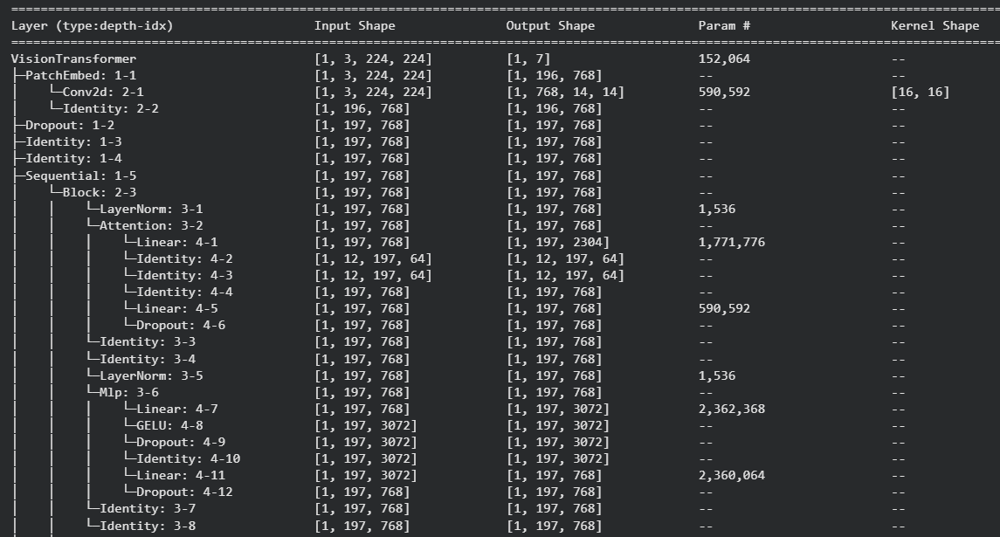 ==========================================================================================
Layer (type:depth-idx)                   Input Shape               Output Shape              Param #                   Kernel Shape
==========================================================================================
VisionTransformer                        [1, 3, 224, 224]          [1, 7]                    152,064                   --
├─PatchEmbed: 1-1                                                  [1, 3, 224, 224]          [1, 196, 768]             --                        --
│    └─Conv2d: 2-1                       [1, 3, 224, 224]          [1, 768, 14, 14]          590,592                   [16, 16]
│    └─Identity: 2-2                     [1, 196, 768]             [1, 196, 768]             --                        --
├─Dropout: 1-2                           [1, 197, 768]             [1, 197, 768]             --                        --
├─Identity: 1-3                          [1, 197, 768]             [1, 197, 768]             --                        --
├─Identity: 1-4                          [1, 197, 768]             [1, 197, 768]             --                        --
├─Sequential: 1-5                        [1, 197, 768]             [1, 197, 768]             --                        --
│    └─Block: 2-3                        [1, 197, 768]             [1, 197, 768]             --                        --
│    │    └─LayerNorm: 3-1               [1, 197, 768]             [1, 197, 768]             1,536                     --
│    │    └─Attention: 3-2               [1, 197, 768]             [1, 197, 768]             --                        --
│    │    │    └─Linear: 4-1             [1, 197, 768]             [1, 197, 2304]            1,771,776                 --
│    │    │    └─Identity: 4-2           [1, 12, 197, 64]          [1, 12, 197, 64]          --                        --
│    │    │    └─Identity: 4-3           [1, 12, 197, 64]          [1, 12, 197, 64]          --                        --
│    │    │    └─Identity: 4-4           [1, 197, 768]             [1, 197, 768]             --                        --
│    │    │    └─Linear: 4-5             [1, 197, 768]             [1, 197, 768]             590,592                   --
│    │    │    └─Dropout: 4-6            [1, 197, 768]             [1, 197, 768]             --                        --
│    │    └─Identity: 3-3                [1, 197, 768]             [1, 197, 768]             --                        --
│    │    └─Identity: 3-4                [1, 197, 768]             [1, 197, 768]             --                        --
│    │    └─LayerNorm: 3-5               [1, 197, 768]             [1, 197, 768]             1,536                     --
│    │    └─Mlp: 3-6                     [1, 197, 768]             [1, 197, 768]             --                        --
│    │    │    └─Linear: 4-7             [1, 197, 768]             [1, 197, 3072]            2,362,368                 --
│    │    │    └─GELU: 4-8               [1, 197, 3072]            [1, 197, 3072]            --                        --
│    │    │    └─Dropout: 4-9            [1, 197, 3072]            [1, 197, 3072]            --                        --
│    │    │    └─Identity: 4-10          [1, 197, 3072]            [1, 197, 3072]            --                        --
│    │    │    └─Linear: 4-11            [1, 197, 3072]            [1, 197, 768]             2,360,064                 --
│    │    │    └─Dropout: 4-12           [1, 197, 768]             [1, 197, 768]             --                        --
│    │    └─Identity: 3-7                [1, 197, 768]             [1, 197, 768]             --                        --
│    │    └─Identity: 3-8                [1, 197, 768]             [1, 197, 768]             --                        --